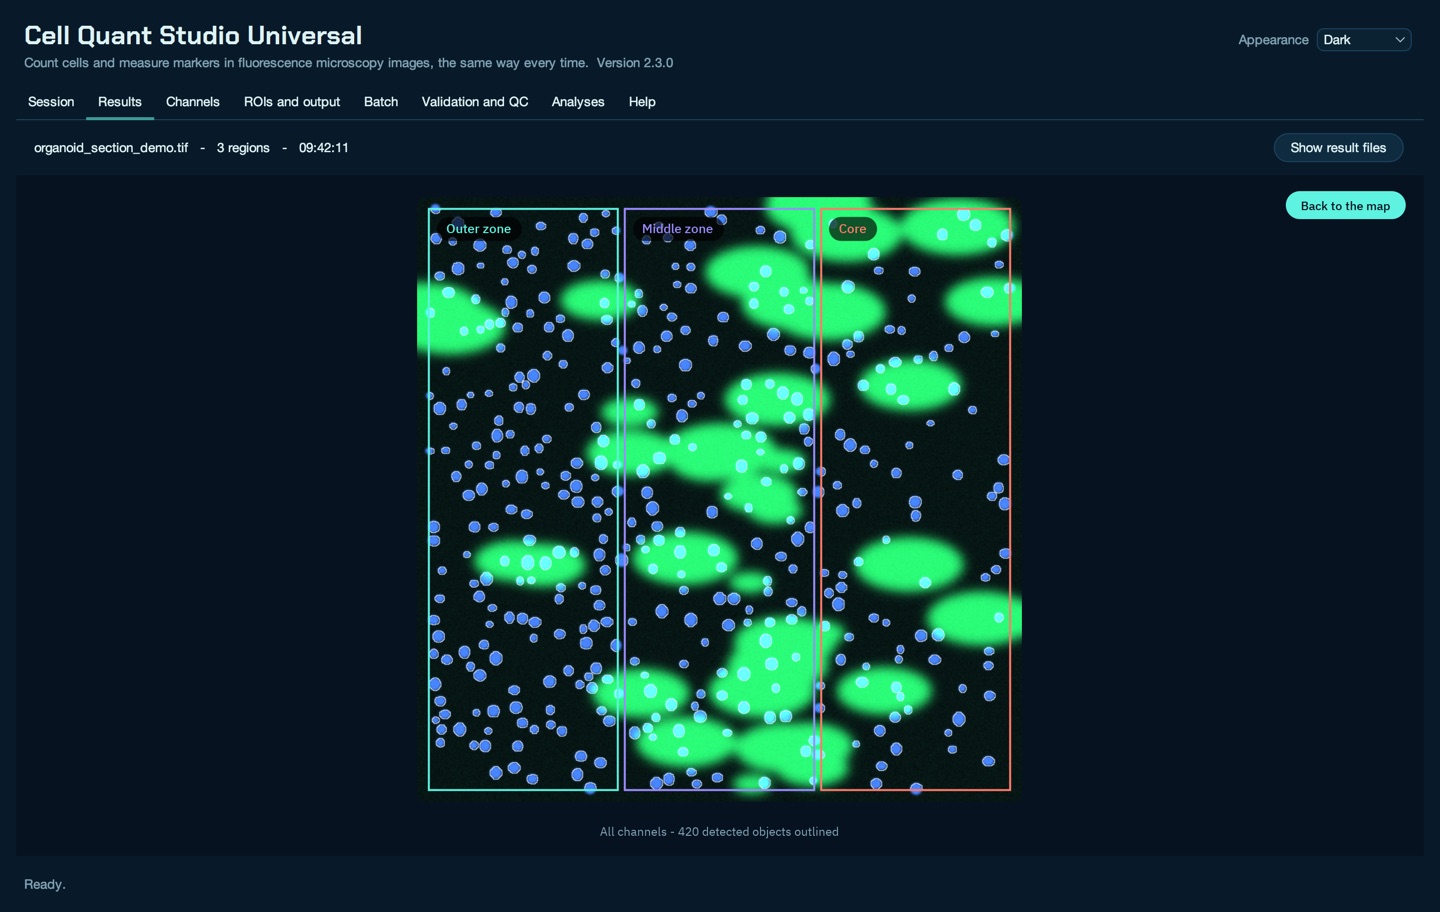 Cell Quant Studio Universal
Count cells and measure markers in fluorescence microscopy images, the same way every time.  Version 2.3.0
Appearance Dark
Session Results Channels ROIs and output Batch Validation and QC Analyses Help
organoid_section_demo.tif - 3 regions - 09:42:11
Show result files
Back to the map
Outer zone Middle zone Core
All channels - 420 detected objects outlined
Ready.